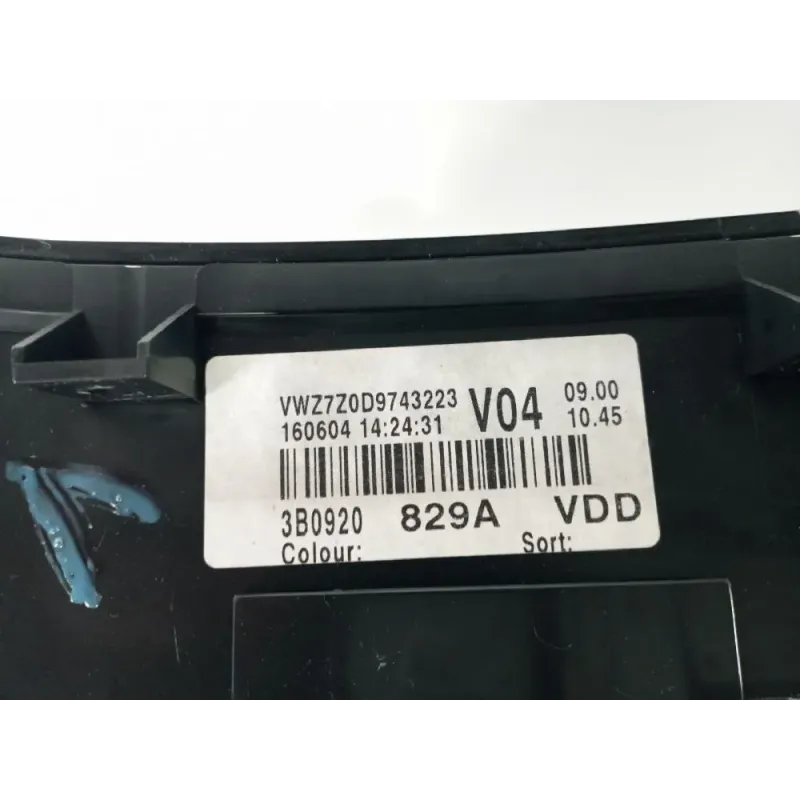 VWZ7Z0D9743223 V04 09.00
160604 14:24:31 10.45
3B0920 829A VDD
Colour: Sort: